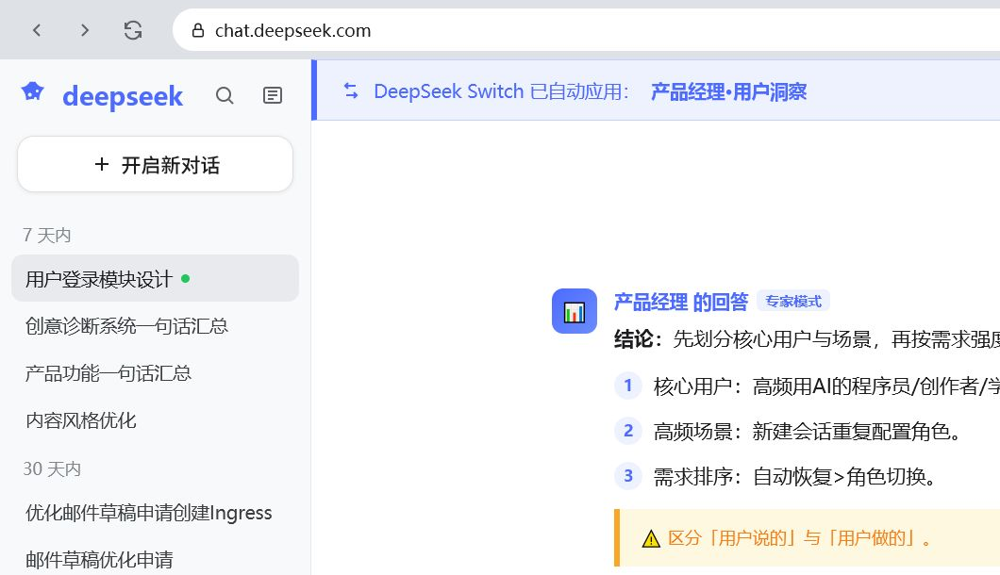 chat.deepseek.com
deepseek
DeepSeek Switch 已自动应用： 产品经理·用户洞察
+ 开启新对话
7 天内
用户登录模块设计
创意诊断系统一句话汇总
产品功能一句话汇总
内容风格优化
30 天内
优化邮件草稿申请创建Ingress
邮件草稿优化申请
产品经理 的回答 专家模式
结论：先划分核心用户与场景，再按需求强度
1 核心用户：高频用AI的程序员/创作者/学
2 高频场景：新建会话重复配置角色。
3 需求排序：自动恢复>角色切换。
⚠ 区分「用户说的」与「用户做的」。